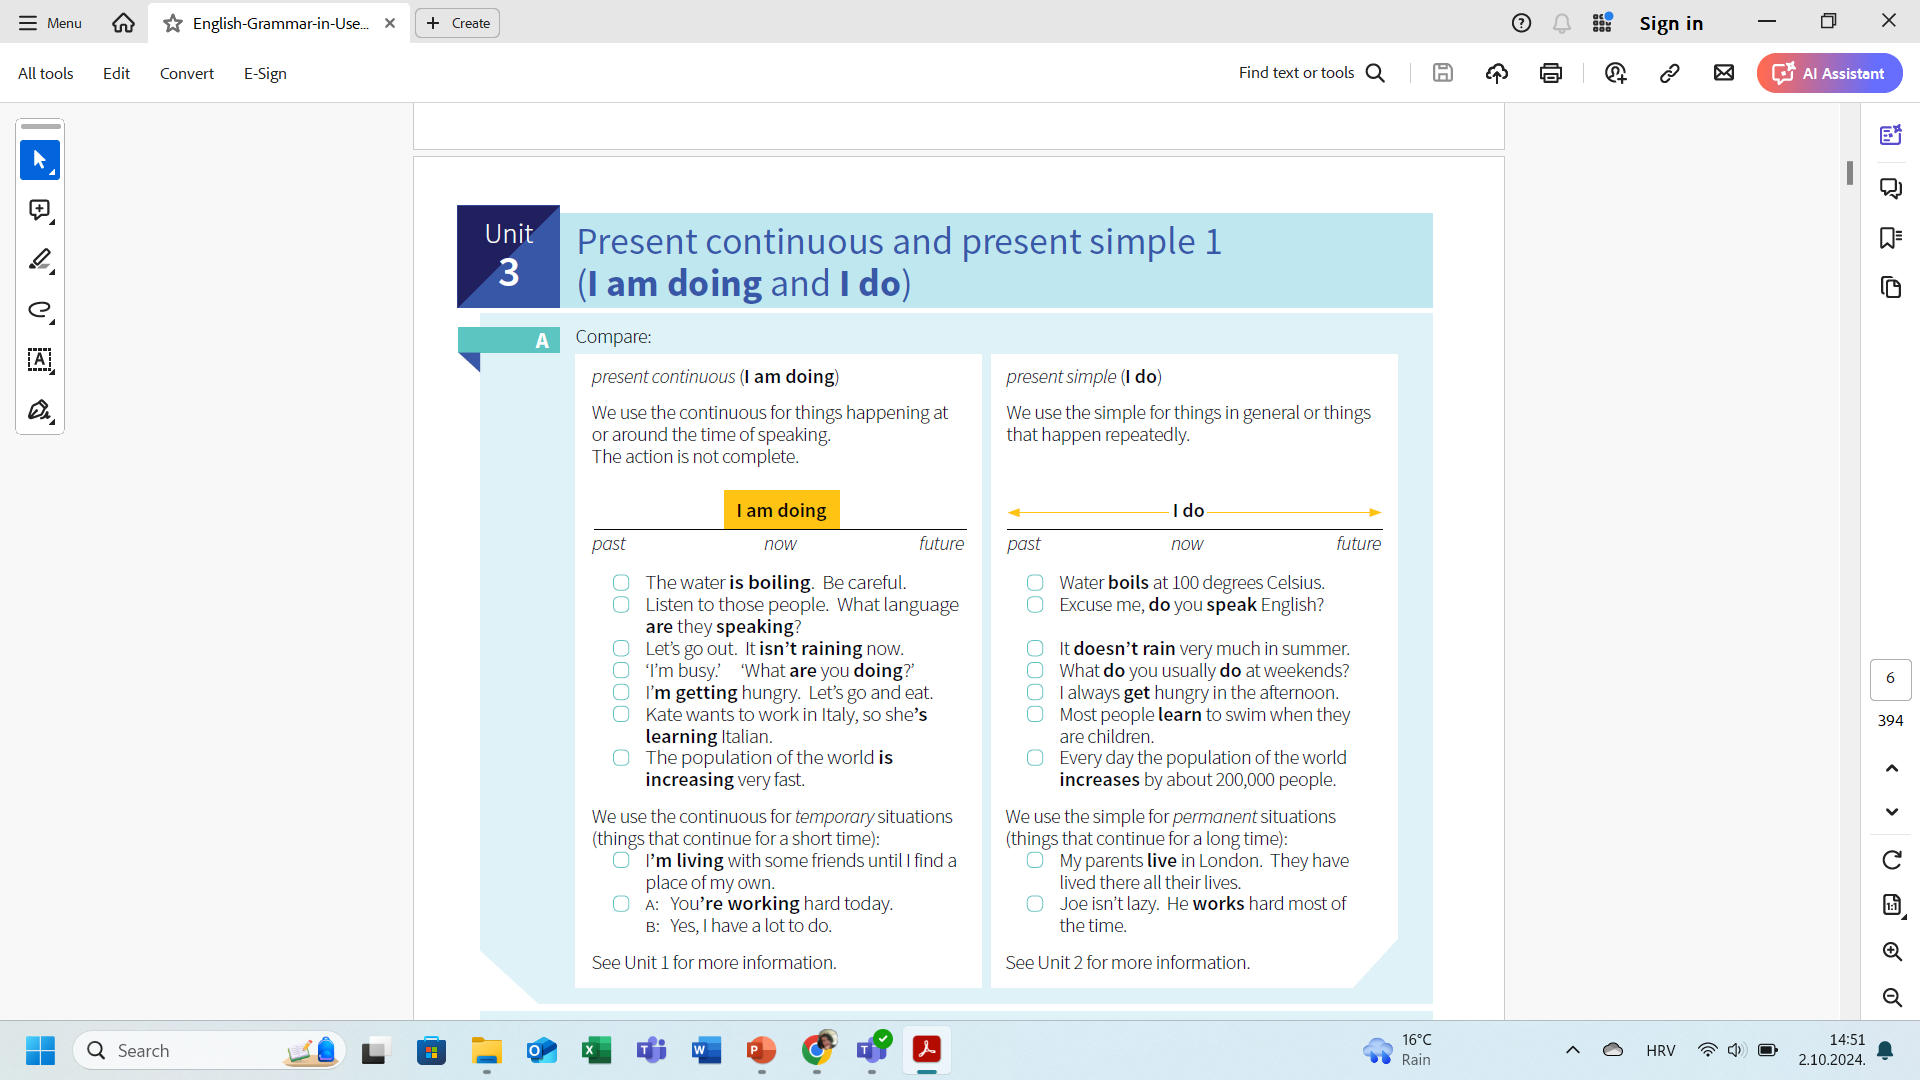 Menu
English-Grammar-in-Use...
Create
Sign in
All tools
Edit
Convert
E-Sign
Find text or tools
AI Assistant
Unit
3
Present continuous and present simple 1
(I am doing and I do)
A
Compare:
present continuous (I am doing)
We use the continuous for things happening at
or around the time of speaking.
The action is not complete.
I am doing
past now future
The water is boiling. Be careful.
Listen to those people. What language
are they speaking?
Let’s go out. It isn’t raining now.
‘I’m busy.’ ‘What are you doing?’
I’m getting hungry. Let’s go and eat.
Kate wants to work in Italy, so she’s
learning Italian.
The population of the world is
increasing very fast.
We use the continuous for temporary situations
(things that continue for a short time):
I’m living with some friends until I find a
place of my own.
A: You’re working hard today.
B: Yes, I have a lot to do.
See Unit 1 for more information.
present simple (I do)
We use the simple for things in general or things
that happen repeatedly.
I do
past now future
Water boils at 100 degrees Celsius.
Excuse me, do you speak English?
It doesn’t rain very much in summer.
What do you usually do at weekends?
I always get hungry in the afternoon.
Most people learn to swim when they
are children.
Every day the population of the world
increases by about 200,000 people.
We use the simple for permanent situations
(things that continue for a long time):
My parents live in London. They have
lived there all their lives.
Joe isn’t lazy. He works hard most of
the time.
See Unit 2 for more information.
6
394
Search
16°C
Rain
HRV
14:51
2.10.2024.